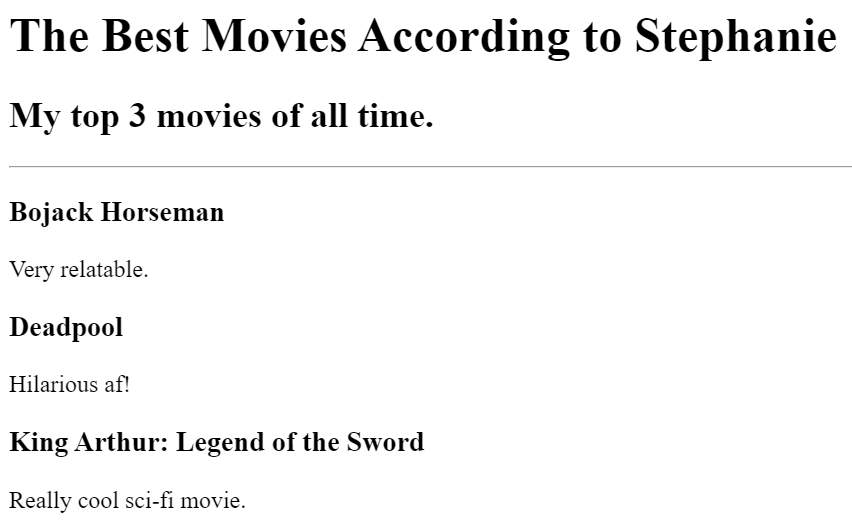 The Best Movies According to Stephanie
My top 3 movies of all time.
Bojack Horseman
Very relatable.
Deadpool
Hilarious af!
King Arthur: Legend of the Sword
Really cool sci-fi movie.